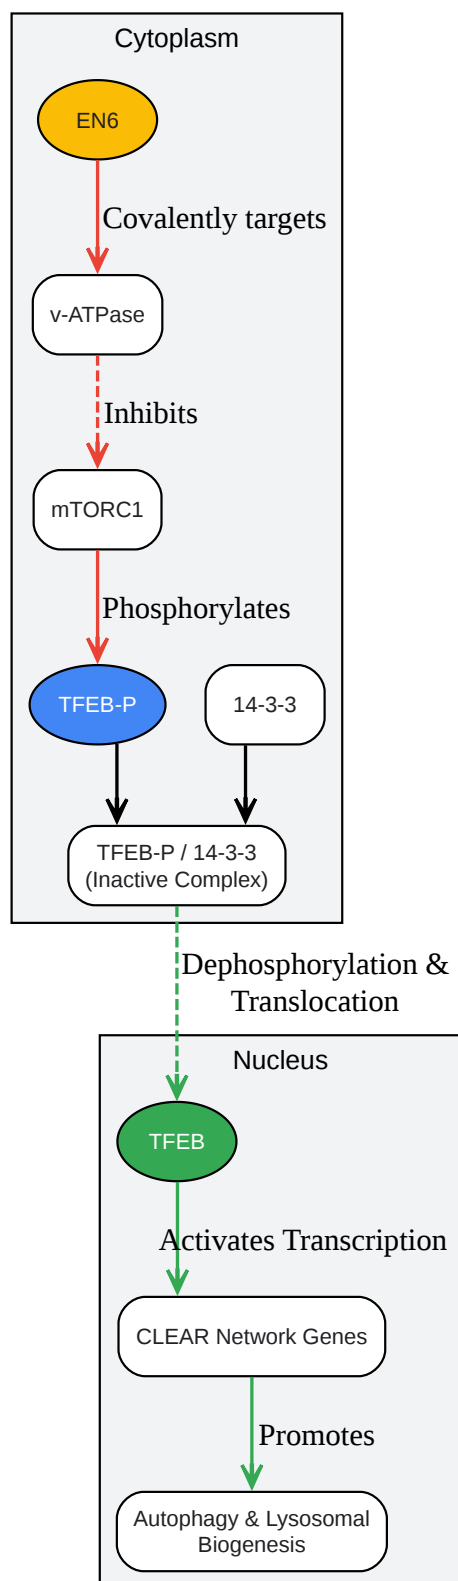 Cytoplasm
EN6
Covalently targets
v-ATPase
Inhibits
mTORC1
Phosphorylates
TFEB-P
14-3-3
TFEB-P / 14-3-3
(Inactive Complex)
Dephosphorylation &
Translocation
Nucleus
TFEB
Activates Transcription
CLEAR Network Genes
Promotes
Autophagy & Lysosomal
Biogenesis